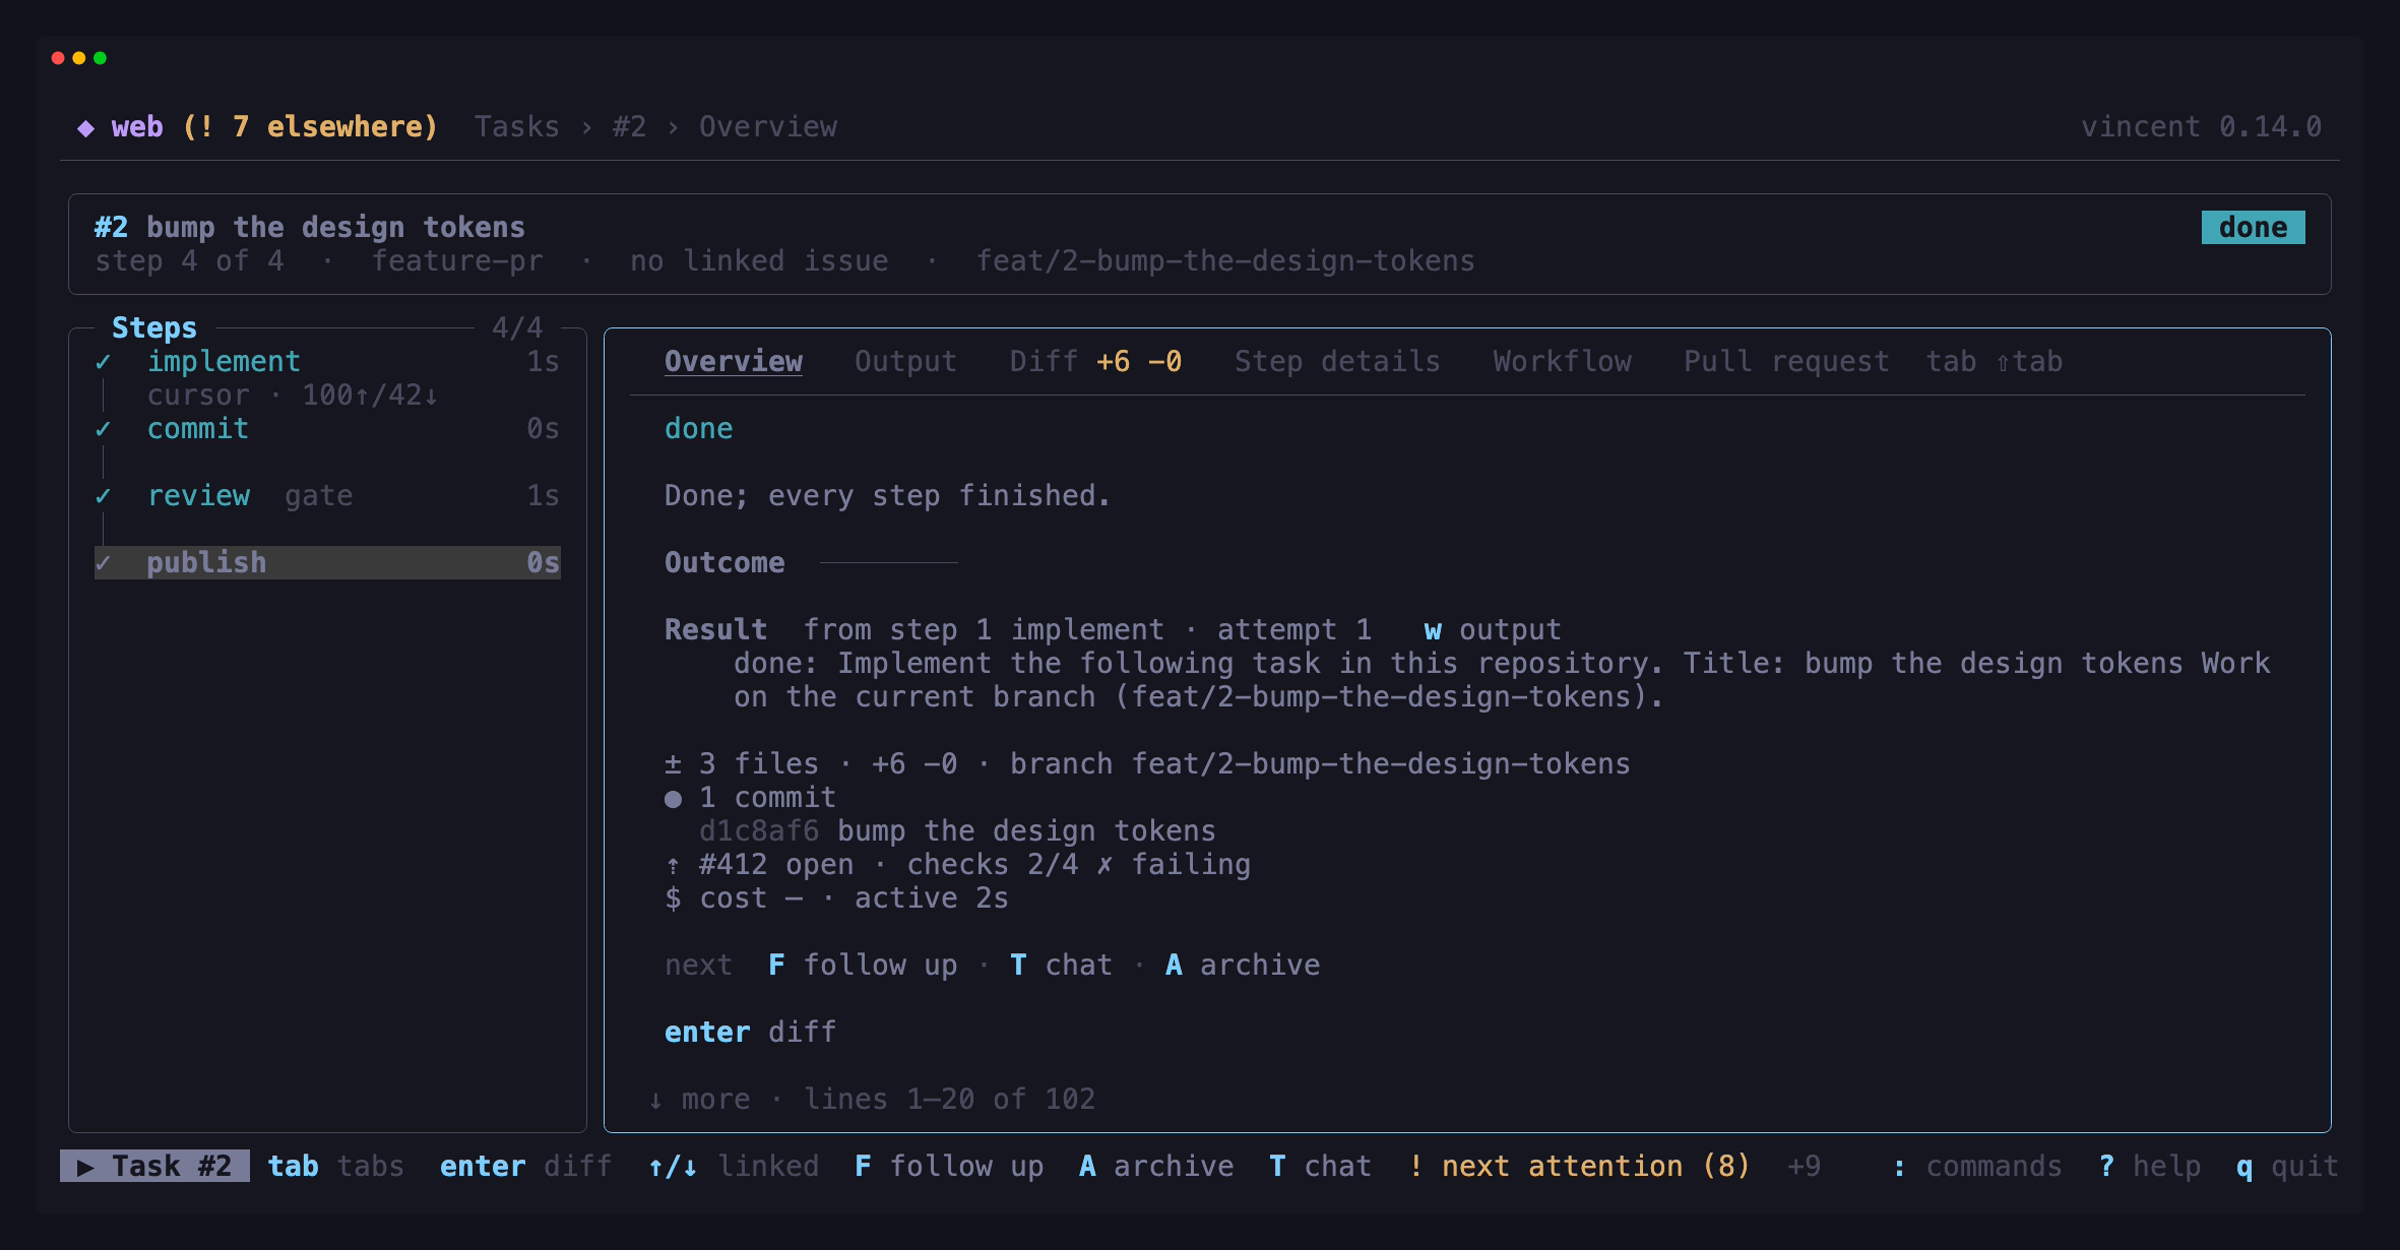 ◆ web (! 7 elsewhere) Tasks › #2 › Overview vincent 0.14.0
#2 bump the design tokens done
step 4 of 4 · feature-pr · no linked issue · feat/2-bump-the-design-tokens
Steps 4/4
✓ implement 1s
cursor · 100↑/42↓
✓ commit 0s
✓ review gate 1s
✓ publish 0s
Overview Output Diff +6 −0 Step details Workflow Pull request tab ⇧tab
done
Done; every step finished.
Outcome
Result from step 1 implement · attempt 1 w output
done: Implement the following task in this repository. Title: bump the design tokens Work
on the current branch (feat/2-bump-the-design-tokens).
± 3 files · +6 −0 · branch feat/2-bump-the-design-tokens
● 1 commit
d1c8af6 bump the design tokens
⇡ #412 open · checks 2/4 ✗ failing
$ cost — · active 2s
next F follow up · T chat · A archive
enter diff
↓ more · lines 1–20 of 102
▶ Task #2 tab tabs enter diff ↑/↓ linked F follow up A archive T chat ! next attention (8) +9 : commands ? help q quit